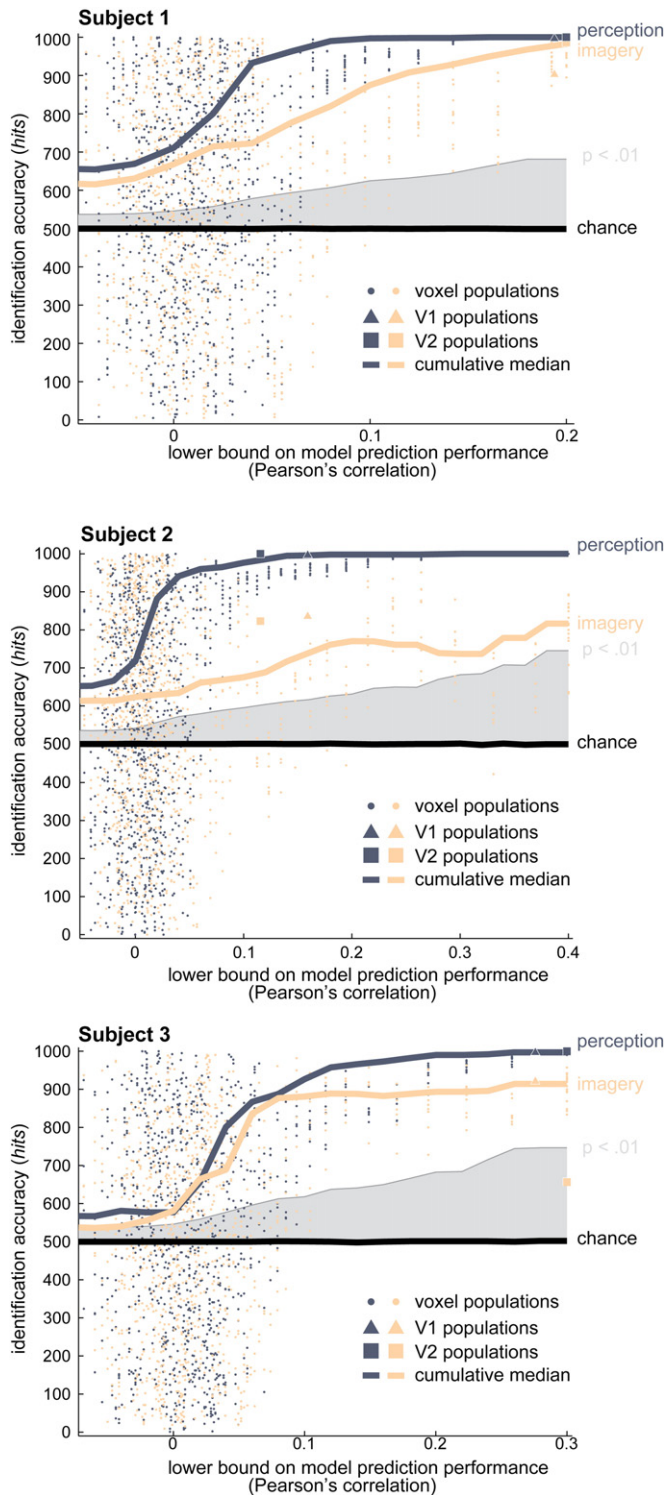 Subject 1
identification accuracy (hits)
1000
900
800
700
600
500
400
300
200
100
0
perception
imagery
p < .01
chance
voxel populations
V1 populations
V2 populations
cumulative median
0
0.1
0.2
lower bound on model prediction performance
(Pearson's correlation)
Subject 2
identification accuracy (hits)
1000
900
800
700
600
500
400
300
200
100
0
perception
imagery
p < .01
chance
voxel populations
V1 populations
V2 populations
cumulative median
0
0.1
0.2
0.3
0.4
lower bound on model prediction performance
(Pearson's correlation)
Subject 3
identification accuracy (hits)
1000
900
800
700
600
500
400
300
200
100
0
perception
imagery
p < .01
chance
voxel populations
V1 populations
V2 populations
cumulative median
0
0.1
0.2
0.3
lower bound on model prediction performance
(Pearson's correlation)